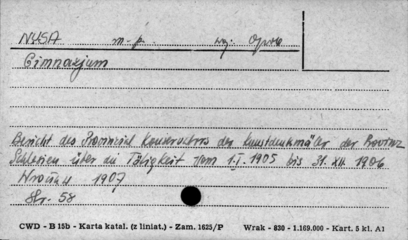 NYSA m-p. woj. Opole
Gimnazjum
Bericht des Provinzial Konservators der Kunstdenkmäler der Provinz
Schlesien über die Tätigkeit vom 1.I.1905 bis 31.XII.1906
Wrocław 1907
Str. 58
CWD - B 15b - Karta katal. (z liniat.) - Zam. 1625/P Wrak - 830 - 1.169.000 - Kart. 5 kl. A1